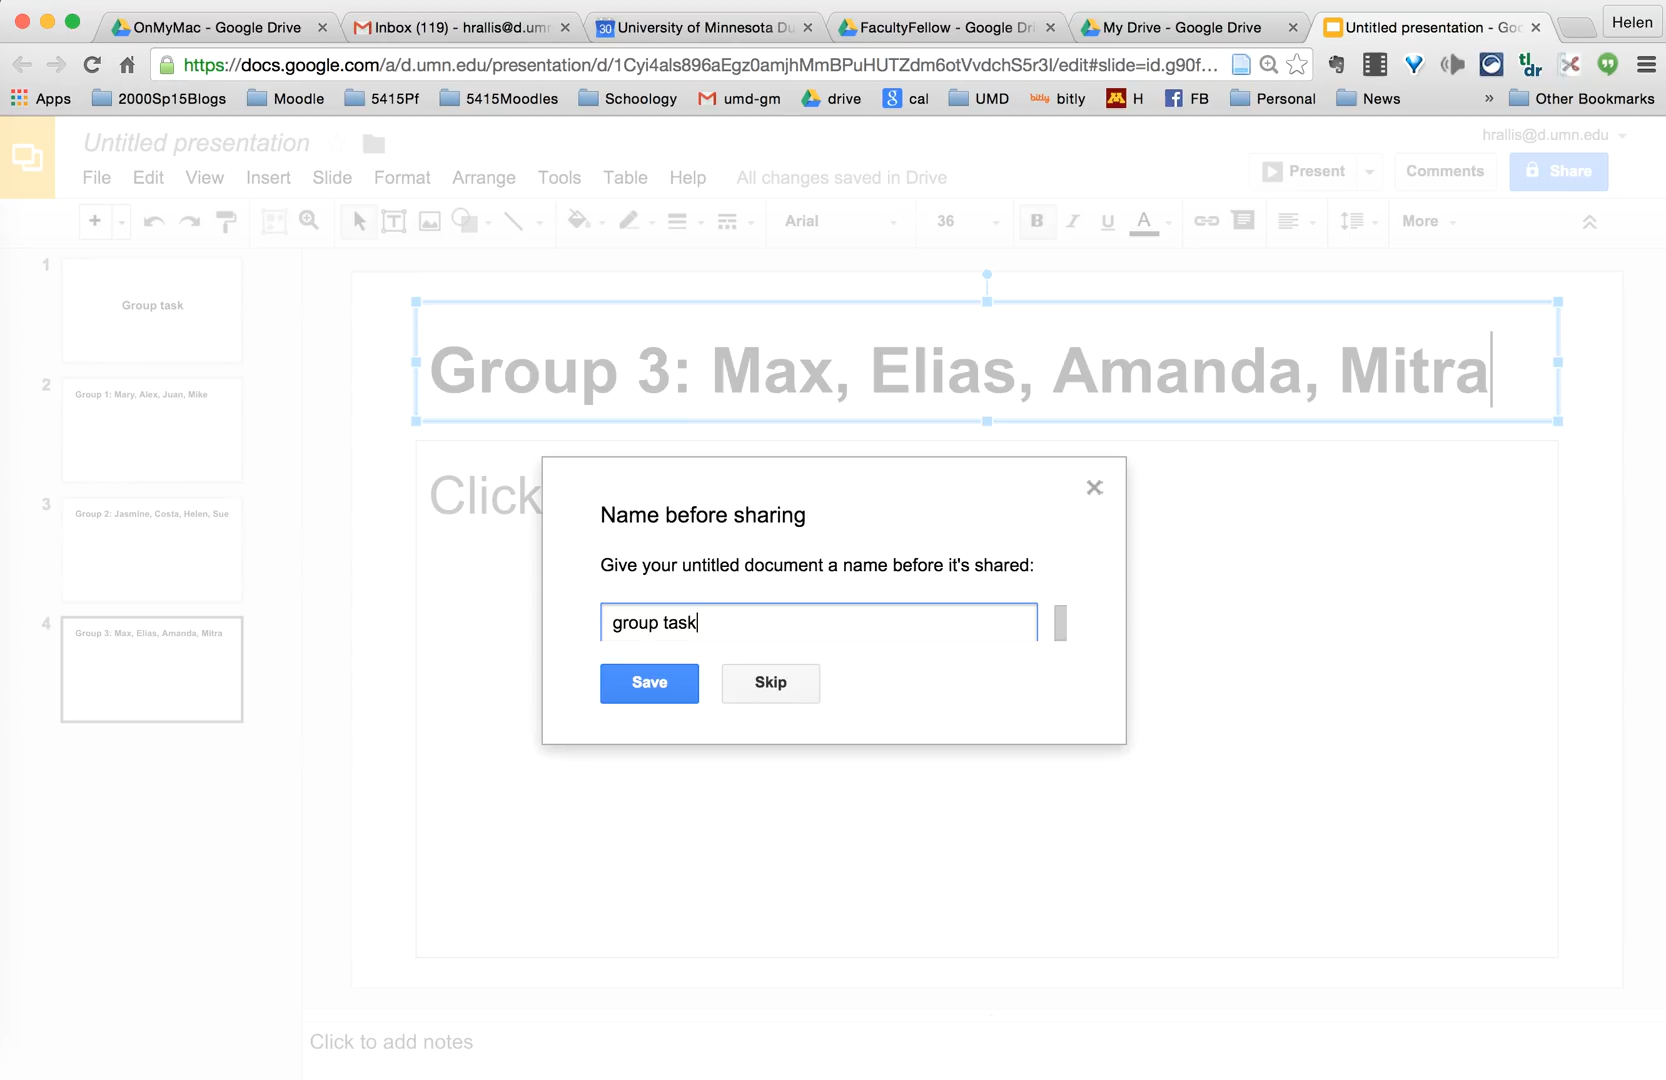 OnMyMac - Google Drive
Inbox (119) - hrallis@d.umn
University of Minnesota Du
FacultyFellow - Google Dri
My Drive - Google Drive
Untitled presentation - Goo
Helen
https://docs.google.com/a/d.umn.edu/presentation/d/1Cyi4als896aEgz0amjhMmBPuHUTZdm6otVvdchS5r3I/edit#slide=id.g90f...
tl;dr
Apps 2000Sp15Blogs Moodle 5415Pf 5415Moodles Schoology umd-gm drive cal UMD bitly bitly H FB Personal News » Other Bookmarks
Untitled presentation
hrallis@d.umn.edu
File Edit View Insert Slide Format Arrange Tools Table Help All changes saved in Drive
Present Comments Share
Arial 36 B I U A More
1
Group task
2
Group 1: Mary, Alex, Juan, Mike
3
Group 2: Jasmine, Costa, Helen, Sue
4
Group 3: Max, Elias, Amanda, Mitra
Group 3: Max, Elias, Amanda, Mitra
Click
Name before sharing
Give your untitled document a name before it's shared:
group task
Save Skip
Click to add notes